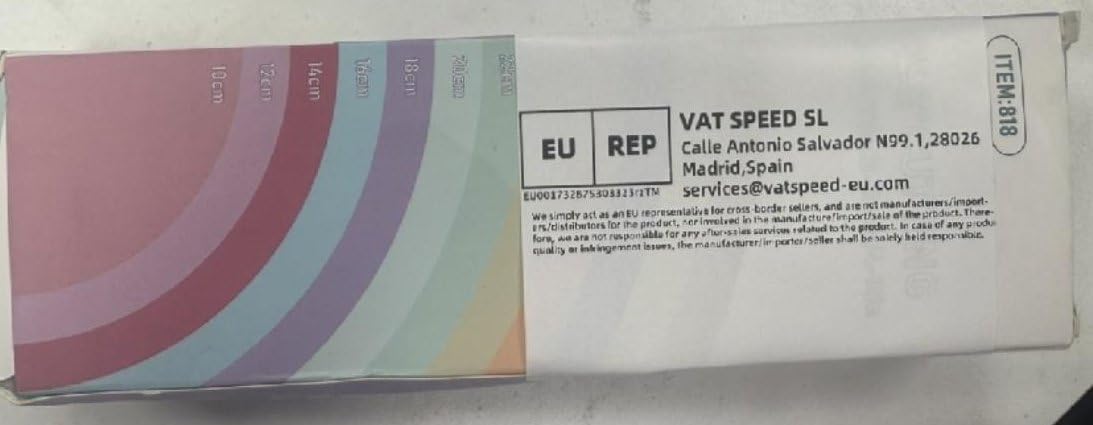 10cm
12cm
14cm
16cm
18cm
20cm
EU REP
VAT SPEED SL
Calle Antonio Salvador N99.1,28026
Madrid,Spain
services@vatspeed-eu.com
We simply act as an EU representative for cross-border sellers, and are not manufacturers/import-
ers/distributors for the product, nor involved in the manufacture/import/sale of the product. There-
fore, we are not responsible for any after-sales services related to the product. In case of any produ
quality or infringement issues, the manufacturer/importer/seller shall be solely held responsible.
ITEM:818